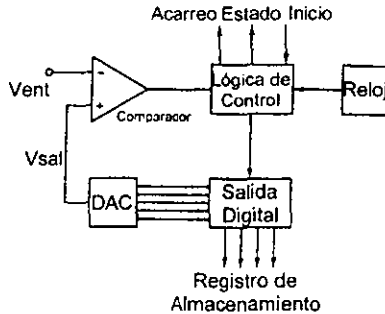 Acarreo Estado Inicio
Vent
-
+
Comparador
Lógica de
Control
Reloj
Vsal
DAC
Salida
Digital
Registro de
Almacenamiento